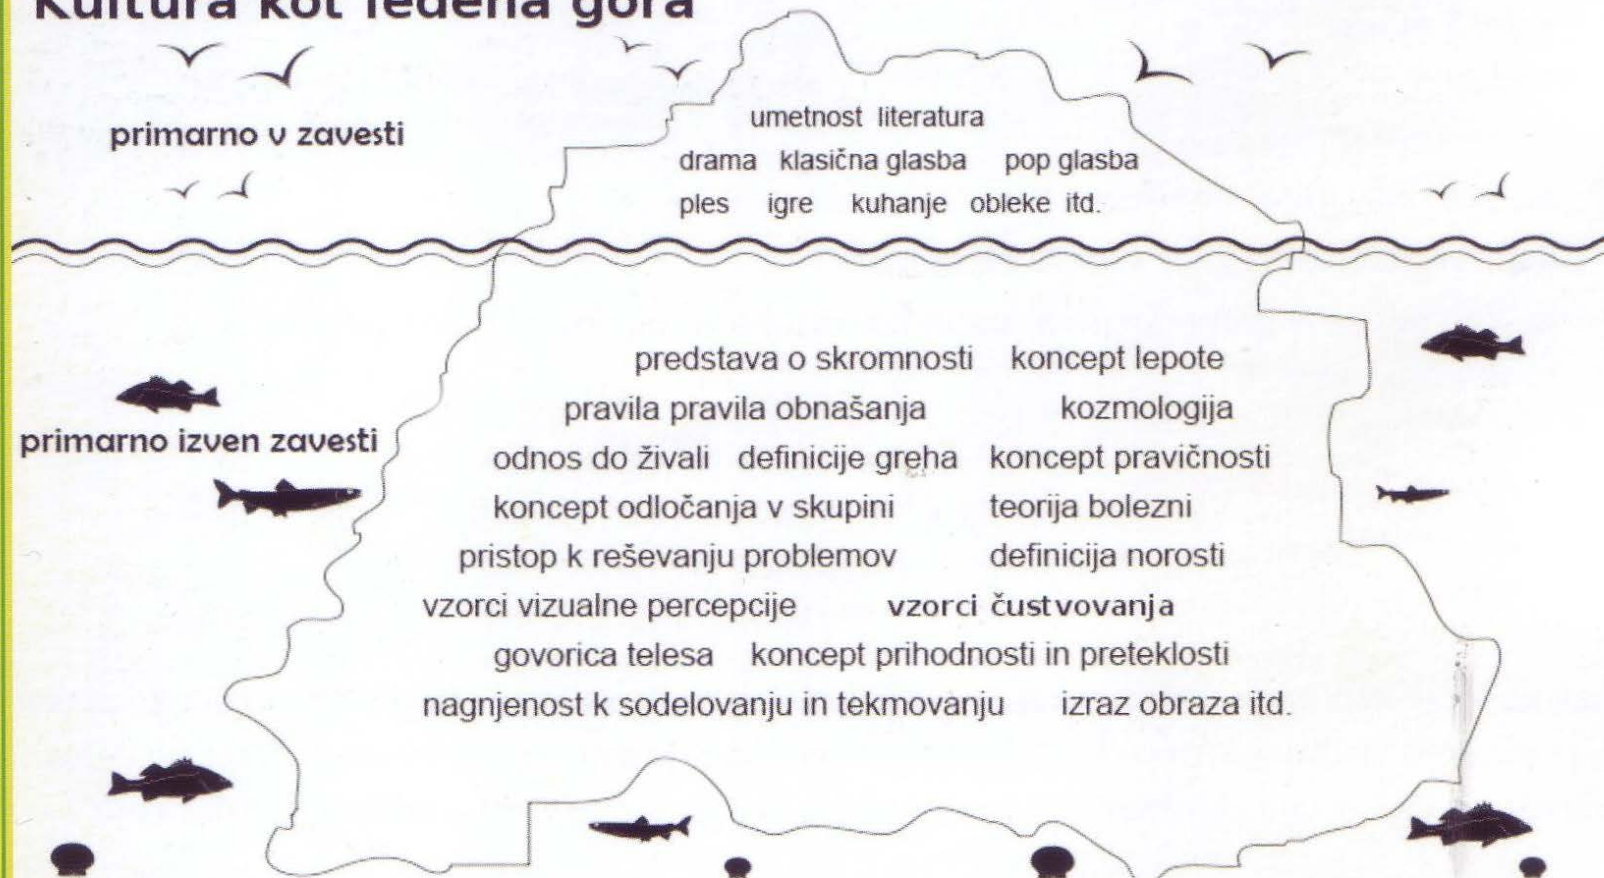 Kultura kot ledena gora
umetnost literatura
primarno v zavesti
drama klasična glasba pop glasba
ples igre kuhanje obleke itd.
predstava o skromnosti koncept lepote
pravila pravila obnašanja kozmologija
primarno izven zavesti
odnos do živali definicije greha koncept pravičnosti
koncept odločanja v skupini teorija bolezni
pristop k reševanju problemov definicija norosti
vzorci vizualne percepcije vzorci čustvovanja
govorica telesa koncept prihodnosti in preteklosti
nagnjenost k sodelovanju in tekmovanju izraz obraza itd.